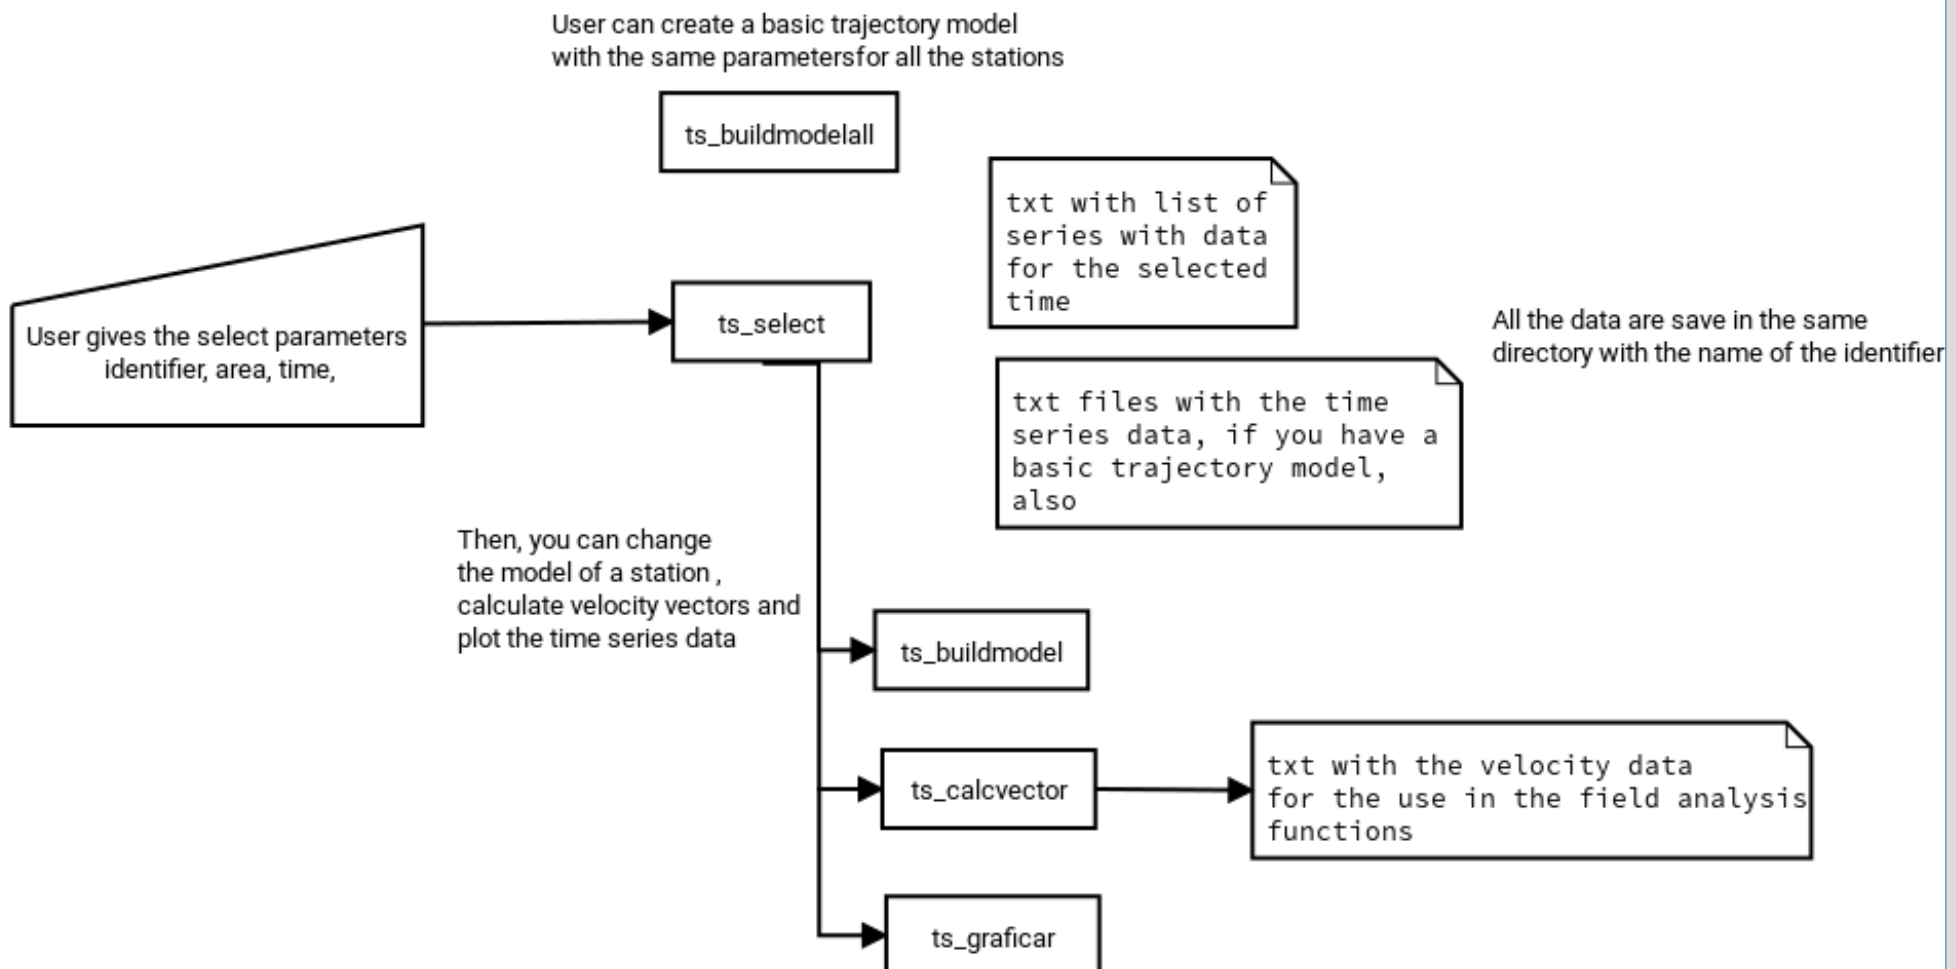 User can create a basic trajectory model
with the same parametersfor all the stations
ts_buildmodelall
txt with list of
series with data
for the selected
time
User gives the select parameters
identifier, area, time,
ts_select
All the data are save in the same
directory with the name of the identifier
txt files with the time
series data, if you have a
basic trajectory model,
also
Then, you can change
the model of a station ,
calculate velocity vectors and
plot the time series data
ts_buildmodel
ts_calcvector
txt with the velocity data
for the use in the field analysis
functions
ts_graficar